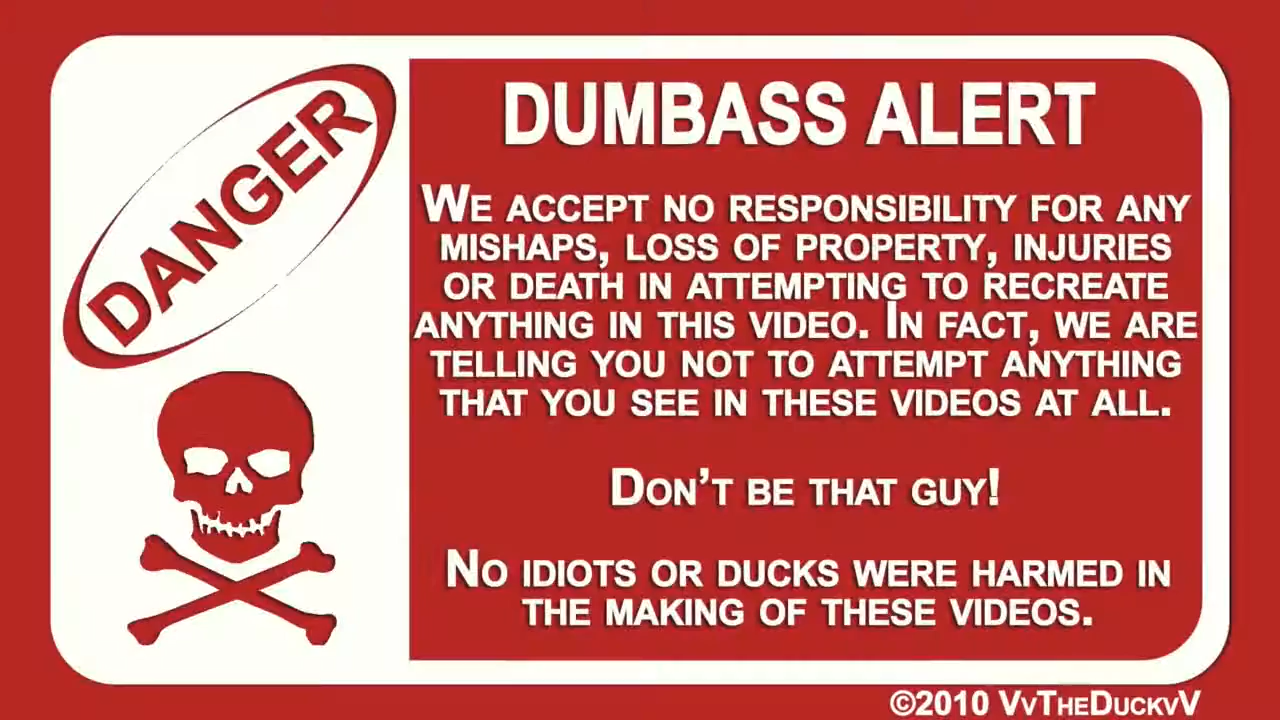 DANGER
DUMBASS ALERT
WE ACCEPT NO RESPONSIBILITY FOR ANY
MISHAPS, LOSS OF PROPERTY, INJURIES
OR DEATH IN ATTEMPTING TO RECREATE
ANYTHING IN THIS VIDEO. IN FACT, WE ARE
TELLING YOU NOT TO ATTEMPT ANYTHING
THAT YOU SEE IN THESE VIDEOS AT ALL.
DON'T BE THAT GUY!
NO IDIOTS OR DUCKS WERE HARMED IN
THE MAKING OF THESE VIDEOS.
©2010 VVTHEDUCKVV